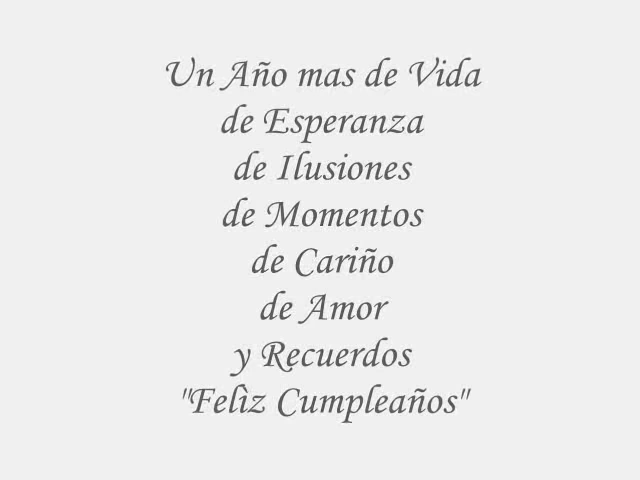 Un Año mas de Vida
de Esperanza
de Ilusiones
de Momentos
de Cariño
de Amor
y Recuerdos
"Felìz Cumpleaños"